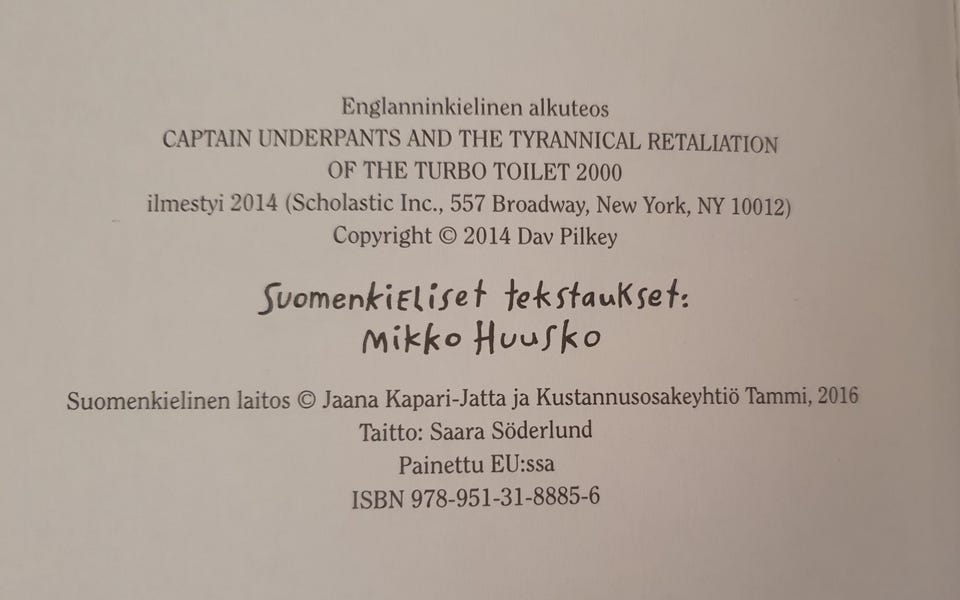 Englanninkielinen alkuteos
CAPTAIN UNDERPANTS AND THE TYRANNICAL RETALIATION
OF THE TURBO TOILET 2000
ilmestyi 2014 (Scholastic Inc., 557 Broadway, New York, NY 10012)
Copyright © 2014 Dav Pilkey
Suomenkieliset tekstaukset:
Mikko Huusko
Suomenkielinen laitos © Jaana Kapari-Jatta ja Kustannusosakeyhtiö Tammi, 2016
Taitto: Saara Söderlund
Painettu EU:ssa
ISBN 978-951-31-8885-6